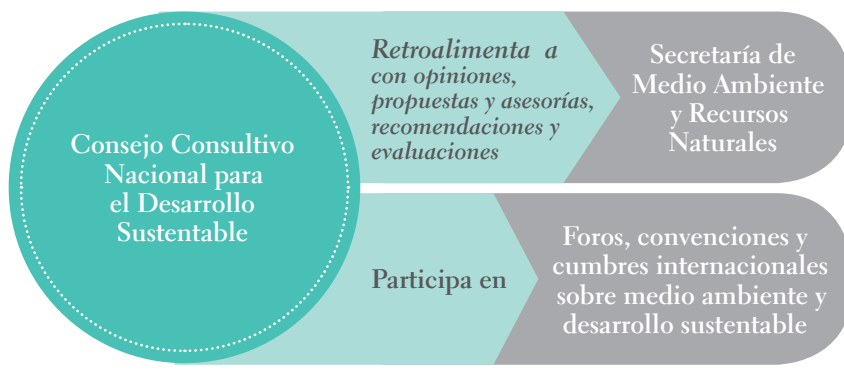 Consejo Consultivo
Nacional para
el Desarrollo
Sustentable
Retroalimenta a
con opiniones,
propuestas y asesorías,
recomendaciones y
evaluaciones
Secretaría de
Medio Ambiente
y Recursos
Naturales
Participa en
Foros, convenciones y
cumbres internacionales
sobre medio ambiente y
desarrollo sustentable